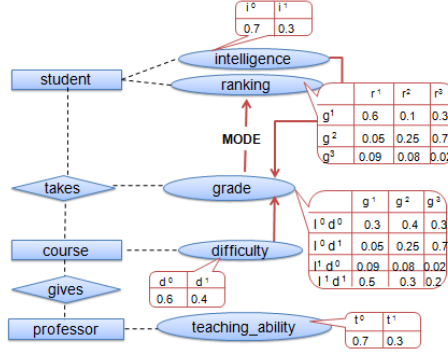 i⁰ i¹
0.7 0.3
intelligence
student
ranking
r¹ r² r³
g¹ 0.6 0.1 0.3
g² 0.05 0.25 0.7
g³ 0.09 0.08 0.02
MODE
takes
grade
g¹ g² g³
I⁰ d⁰ 0.3 0.4 0.3
I⁰ d¹ 0.05 0.25 0.7
I¹ d⁰ 0.09 0.08 0.02
I¹ d¹ 0.5 0.3 0.2
course
difficulty
d⁰ d¹
0.6 0.4
gives
professor
teaching_ability
t⁰ t¹
0.7 0.3